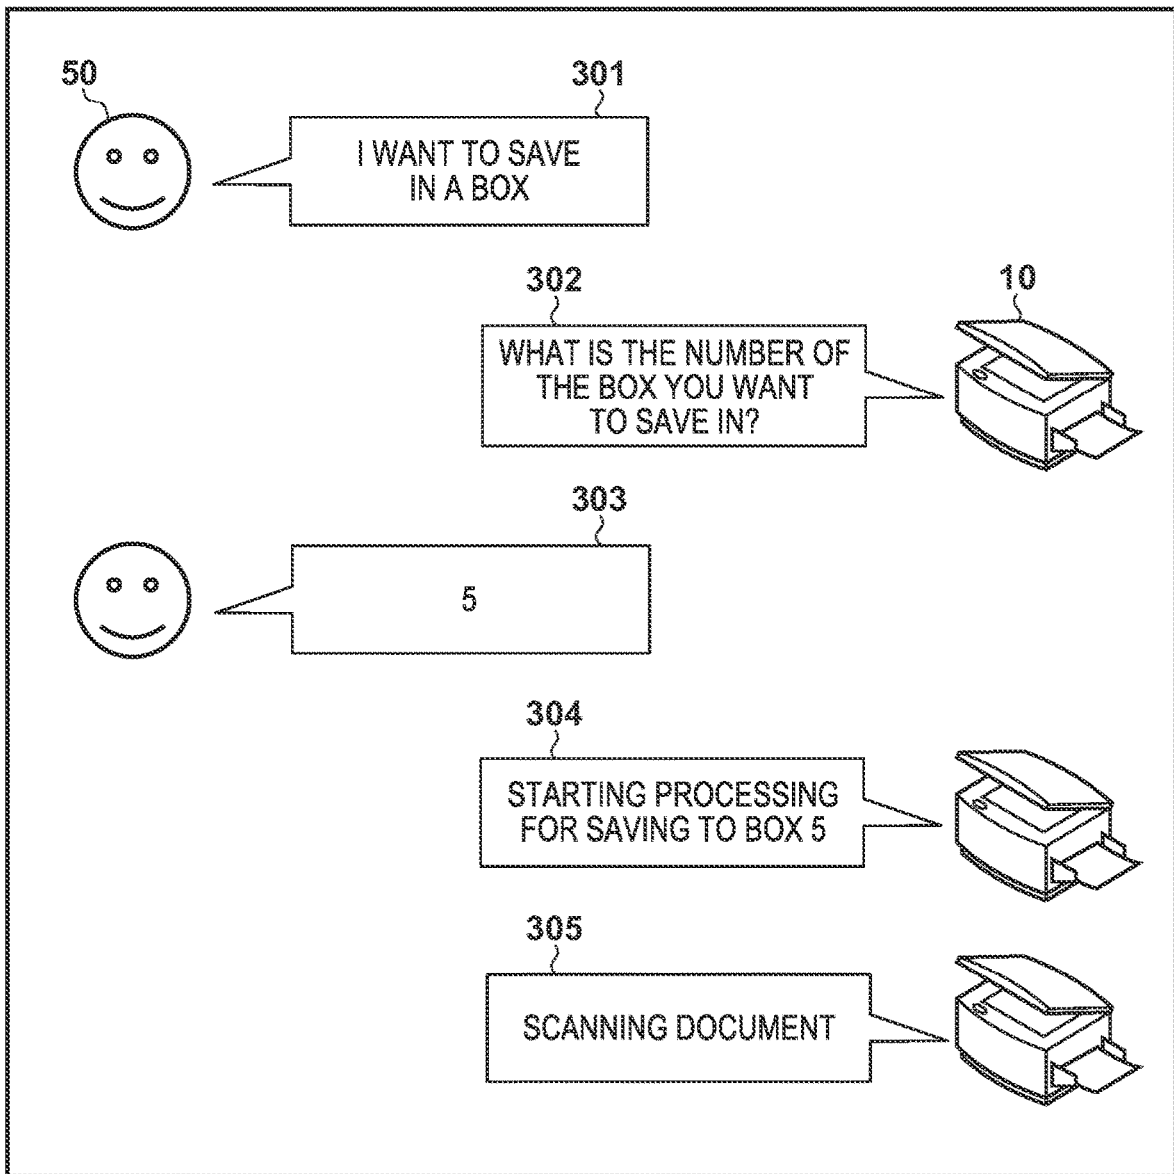 50
301
I WANT TO SAVE
IN A BOX
302
10
WHAT IS THE NUMBER OF
THE BOX YOU WANT
TO SAVE IN?
303
5
304
STARTING PROCESSING
FOR SAVING TO BOX 5
305
SCANNING DOCUMENT